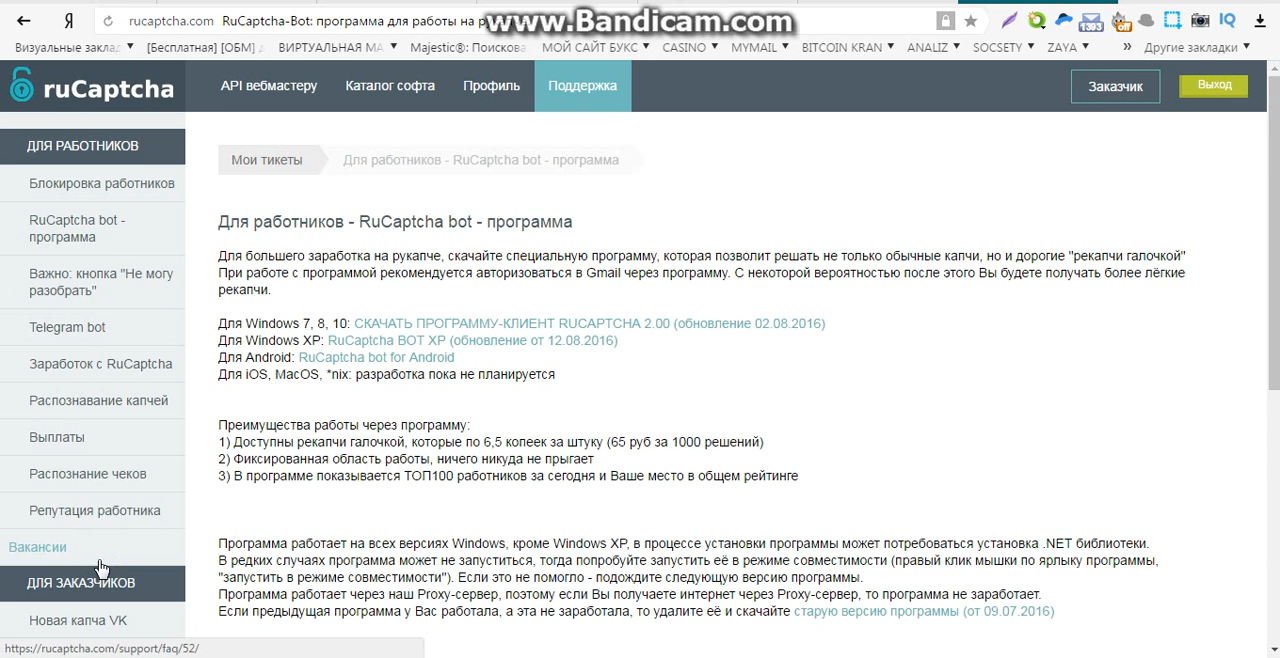 Я rucaptcha.com RuCaptcha-Bot: программа для работы на
www.Bandicam.com
1393 off IQ
Визуальные заклад [Бесплатная] [ОБМ] ВИРТУАЛЬНАЯ МА Majestic®: Поискова МОЙ САЙТ БУКС CASINO MYMAIL BITCOIN KRAN ANALIZ SOCSETY ZAYA » Другие закладки
ruCaptcha API вебмастеру Каталог софта Профиль Поддержка Заказчик Выход
ДЛЯ РАБОТНИКОВ
Блокировка работников
RuCaptcha bot -
программа
Важно: кнопка "Не могу
разобрать"
Telegram bot
Заработок с RuCaptcha
Распознавание капчей
Выплаты
Распознание чеков
Репутация работника
Вакансии
ДЛЯ ЗАКАЗЧИКОВ
Новая капча VK
Мои тикеты Для работников - RuCaptcha bot - программа
Для работников - RuCaptcha bot - программа
Для большего заработка на рукапче, скачайте специальную программу, которая позволит решать не только обычные капчи, но и дорогие "рекапчи галочкой"
При работе с программой рекомендуется авторизоваться в Gmail через программу. С некоторой вероятностью после этого Вы будете получать более лёгкие
рекапчи.
Для Windows 7, 8, 10: СКАЧАТЬ ПРОГРАММУ-КЛИЕНТ RUCAPTCHA 2.00 (обновление 02.08.2016)
Для Windows XP: RuCaptcha BOT XP (обновление от 12.08.2016)
Для Android: RuCaptcha bot for Android
Для iOS, MacOS, *nix: разработка пока не планируется
Преимущества работы через программу:
1) Доступны рекапчи галочкой, которые по 6,5 копеек за штуку (65 руб за 1000 решений)
2) Фиксированная область работы, ничего никуда не прыгает
3) В программе показывается ТОП100 работников за сегодня и Ваше место в общем рейтинге
Программа работает на всех версиях Windows, кроме Windows XP, в процессе установки программы может потребоваться установка .NET библиотеки.
В редких случаях программа может не запуститься, тогда попробуйте запустить её в режиме совместимости (правый клик мышки по ярлыку программы,
"запустить в режиме совместимости"). Если это не помогло - подождите следующую версию программы.
Программа работает через наш Proxy-сервер, поэтому если Вы получаете интернет через Proxy-сервер, то программа не заработает.
Если предыдущая программа у Вас работала, а эта не заработала, то удалите её и скачайте старую версию программы (от 09.07.2016)
https://rucaptcha.com/support/faq/52/